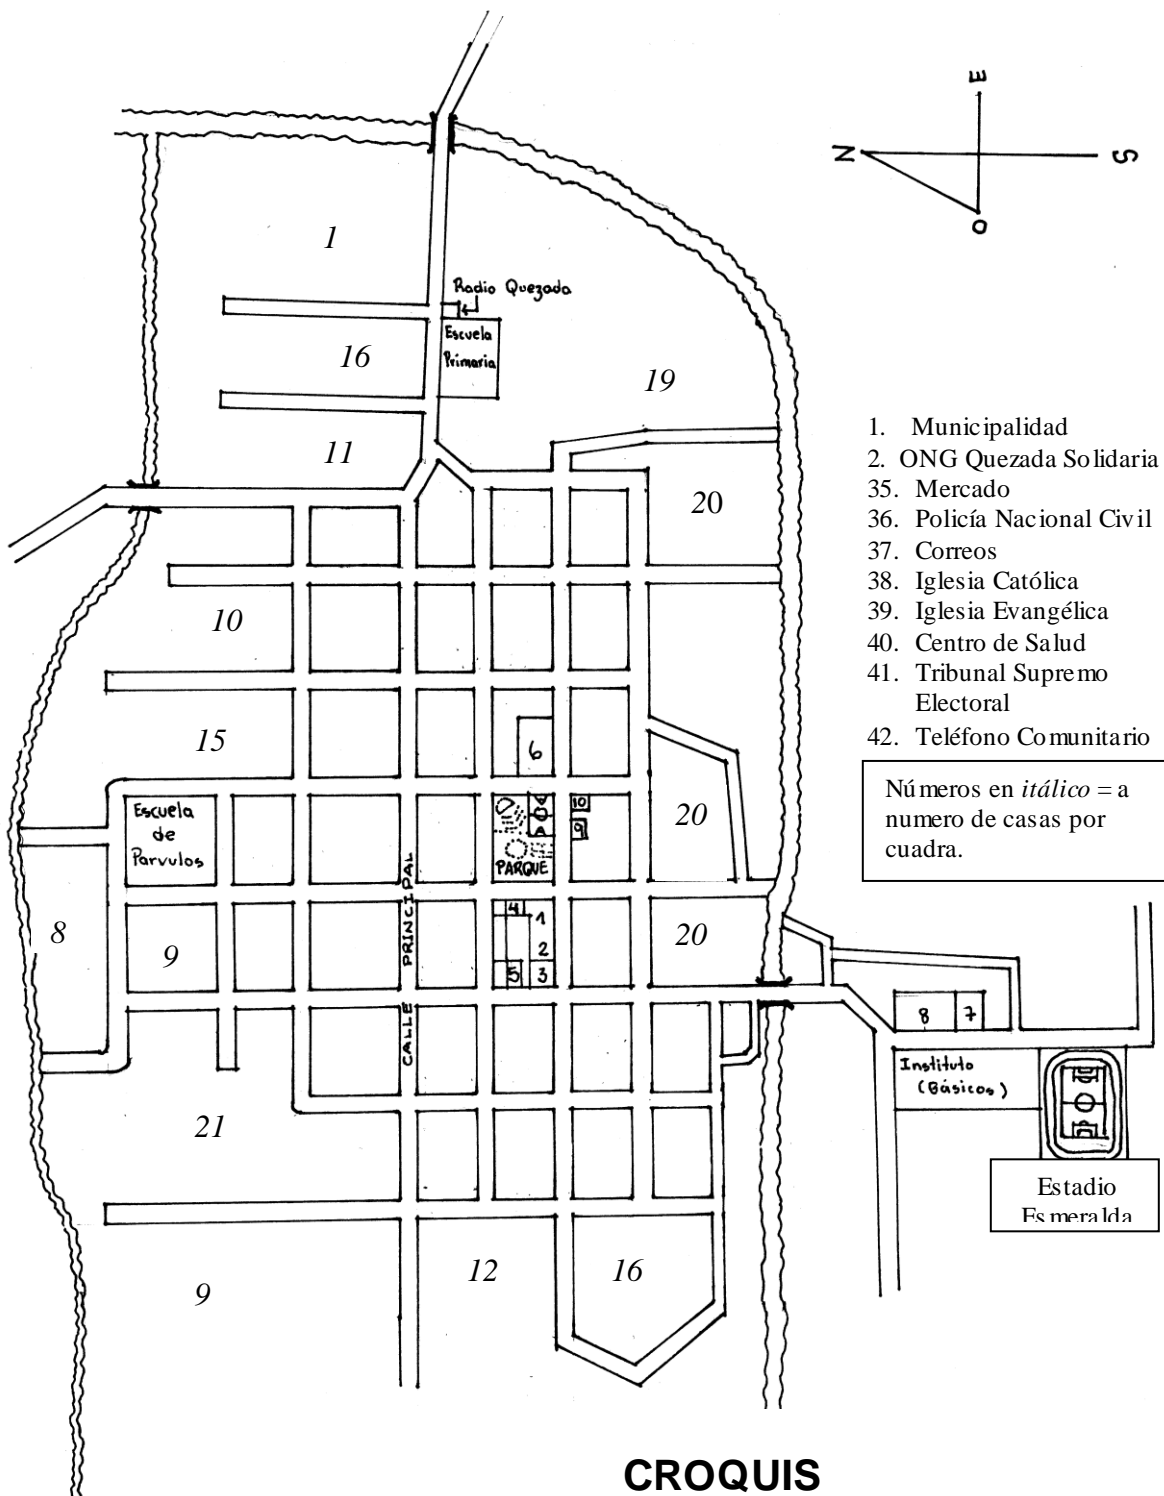 E
N
S
O
1
Radio Quezada
Escuela
Primaria
16
19
11
20
1. Municipalidad
2. ONG Quezada Solidaria
35. Mercado
36. Policía Nacional Civil
37. Correos
38. Iglesia Católica
39. Iglesia Evangélica
40. Centro de Salud
41. Tribunal Supremo
Electoral
42. Teléfono Comunitario
Números en itálico = a
numero de casas por
cuadra.
10
15
6
Escuela
de
Parvulos
10
9
20
PARQUE
CALLE PRINCIPAL
8
9
4
1
2
5
3
20
8
7
Instituto
(Básicos)
21
Estadio
Esmeralda
9
12
16
CROQUIS